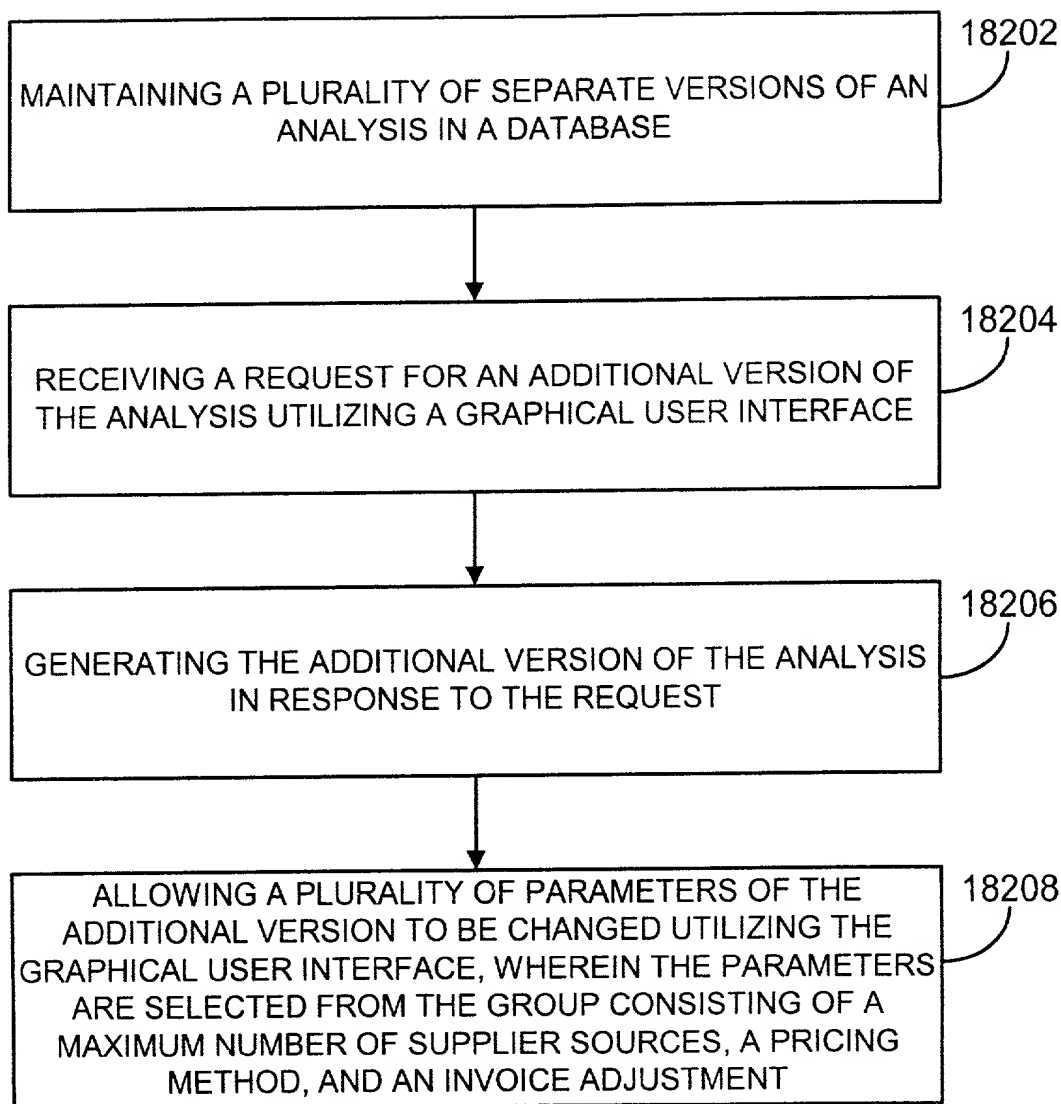 18202
MAINTAINING A PLURALITY OF SEPARATE VERSIONS OF AN
ANALYSIS IN A DATABASE
18204
RECEIVING A REQUEST FOR AN ADDITIONAL VERSION OF
THE ANALYSIS UTILIZING A GRAPHICAL USER INTERFACE
18206
GENERATING THE ADDITIONAL VERSION OF THE ANALYSIS
IN RESPONSE TO THE REQUEST
18208
ALLOWING A PLURALITY OF PARAMETERS OF THE
ADDITIONAL VERSION TO BE CHANGED UTILIZING THE
GRAPHICAL USER INTERFACE, WHEREIN THE PARAMETERS
ARE SELECTED FROM THE GROUP CONSISTING OF A
MAXIMUM NUMBER OF SUPPLIER SOURCES, A PRICING
METHOD, AND AN INVOICE ADJUSTMENT